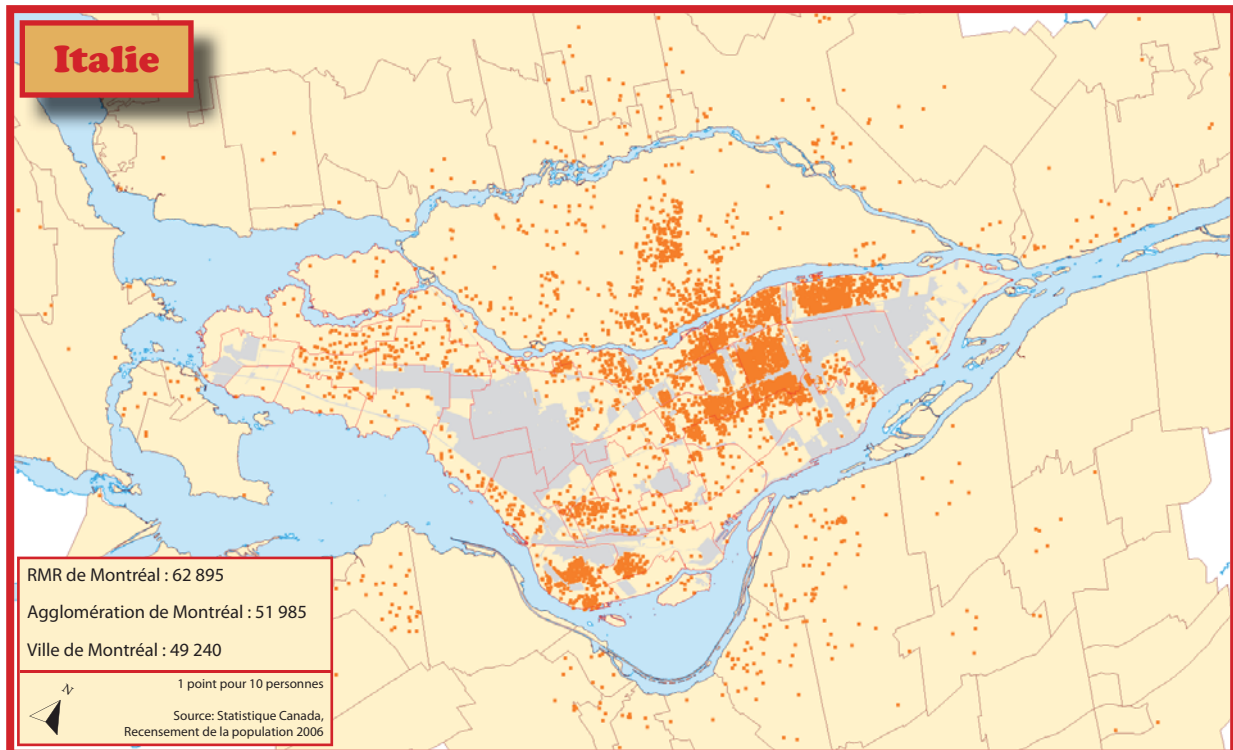 Italie
RMR de Montréal : 62 895
Agglomération de Montréal : 51 985
Ville de Montréal : 49 240
N
1 point pour 10 personnes
Source: Statistique Canada,
Recensement de la population 2006